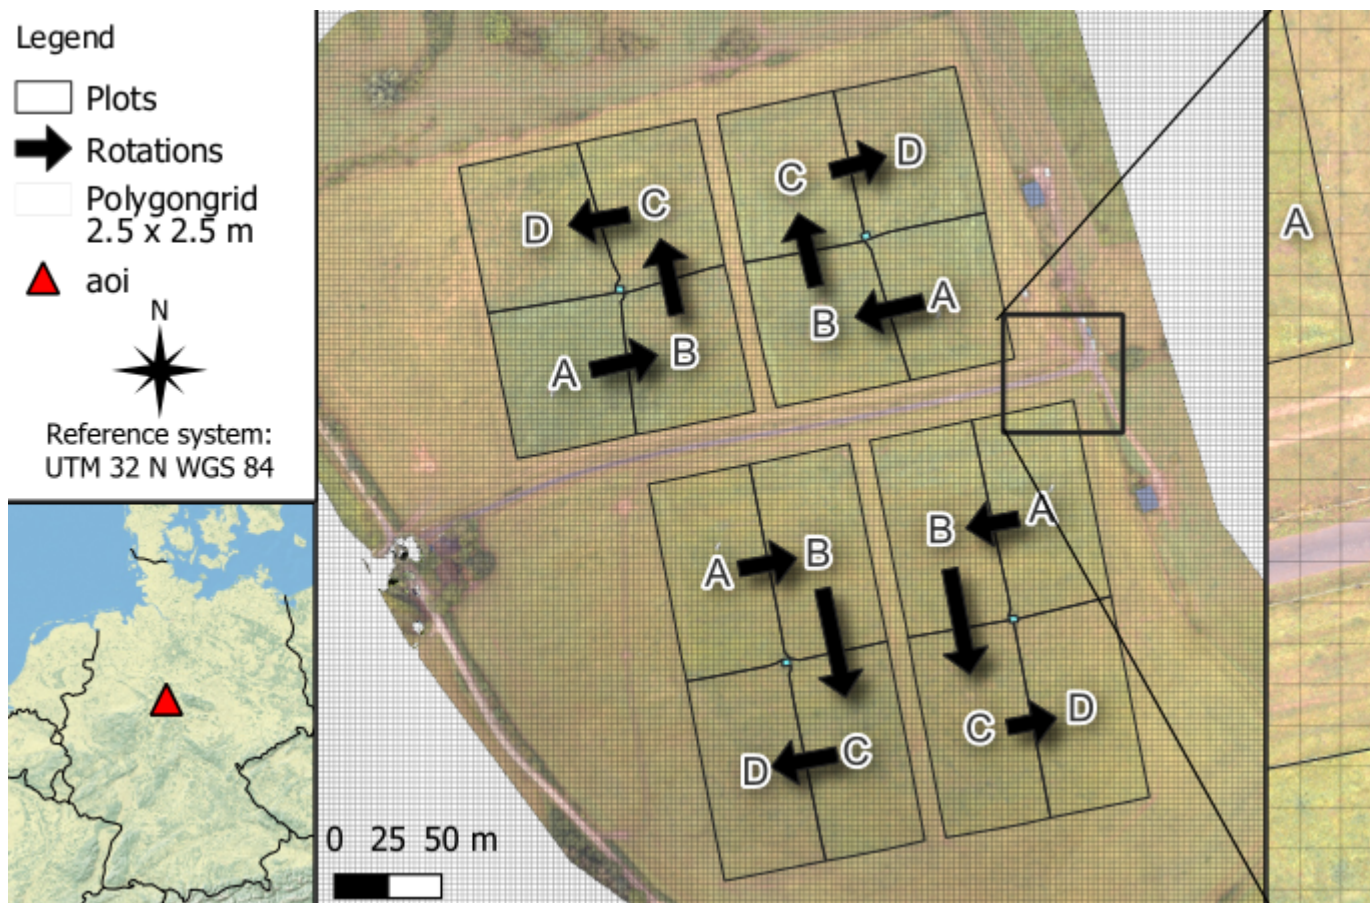 Legend
Plots
Rotations
Polygongrid
2.5 x 2.5 m
aoi
N
Reference system:
UTM 32 N WGS 84
C D
D C
B A
A B
A
B A
A B
C D
D C
0 25 50 m